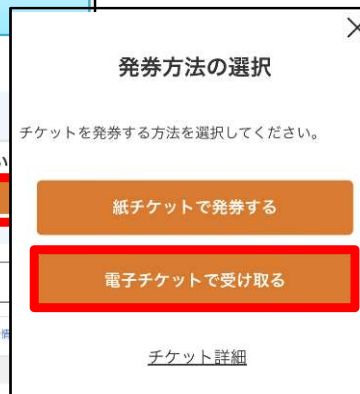 発券方法の選択
チケットを発券する方法を選択してください。
紙チケットで発券する
電子チケットで受け取る
チケット詳細